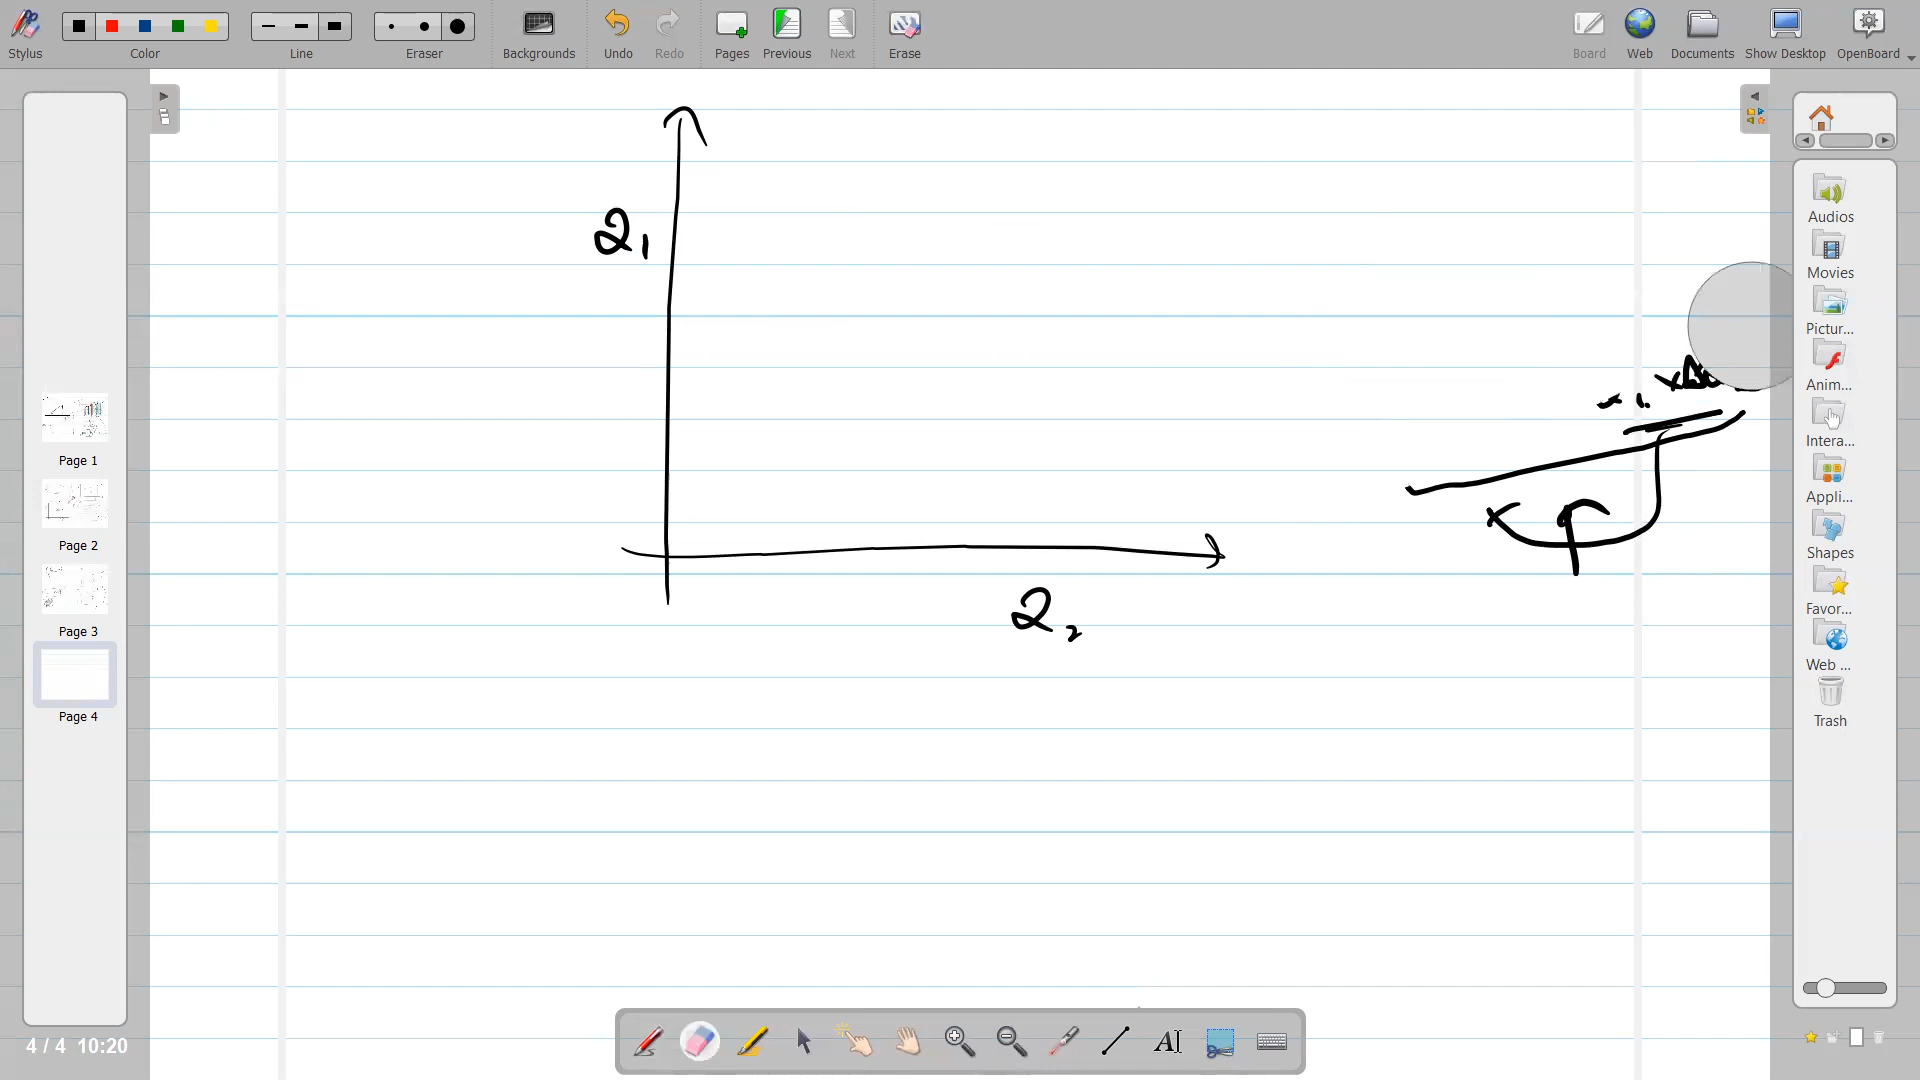 Stylus
Color
Line
Eraser
Backgrounds
Undo
Redo
Pages
Previous
Next
Erase
Board
Web
Documents
Show Desktop
OpenBoard
Page 1
Page 2
Page 3
Page 4
4 / 4 10:20
Q1
Q2
Audios
Movies
Pictur...
Anim...
Intera...
Appli...
Shapes
Favor...
Web ...
Trash